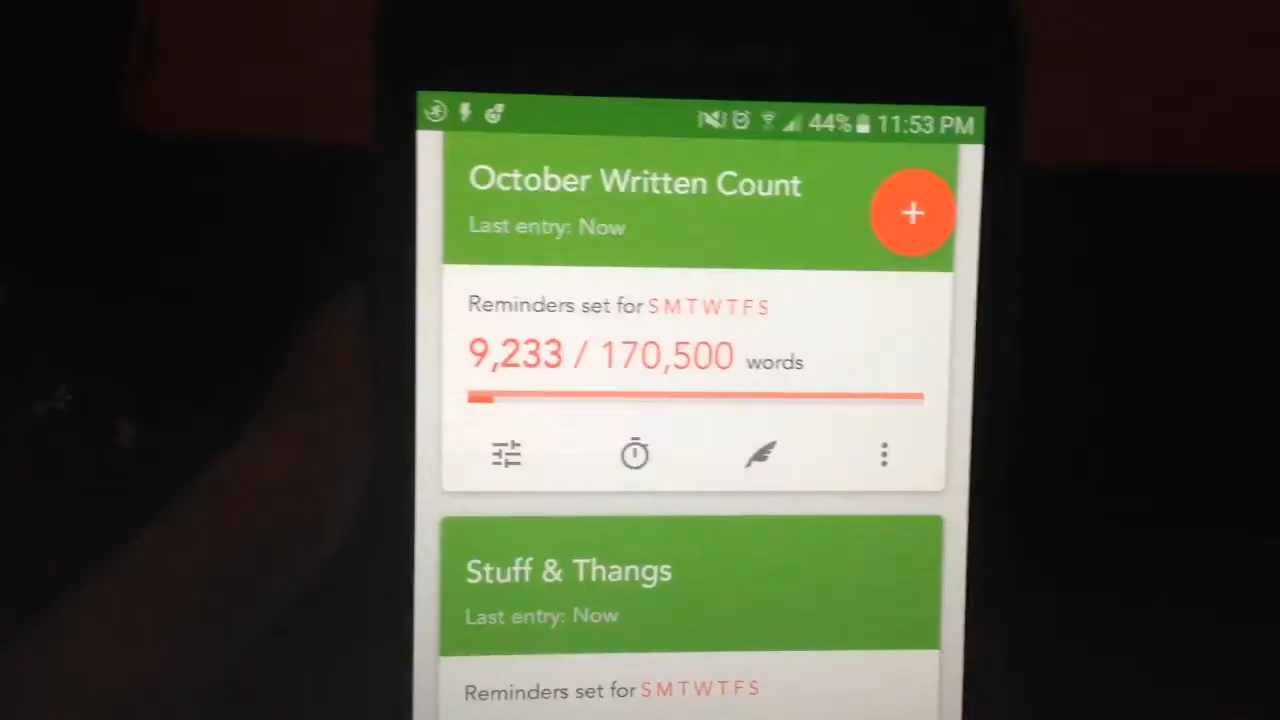 44% 11:53 PM
October Written Count
+
Last entry: Now
Reminders set for S M T W T F S
9,233 / 170,500 words
Stuff & Thangs
Last entry: Now
Reminders set for S M T W T F S